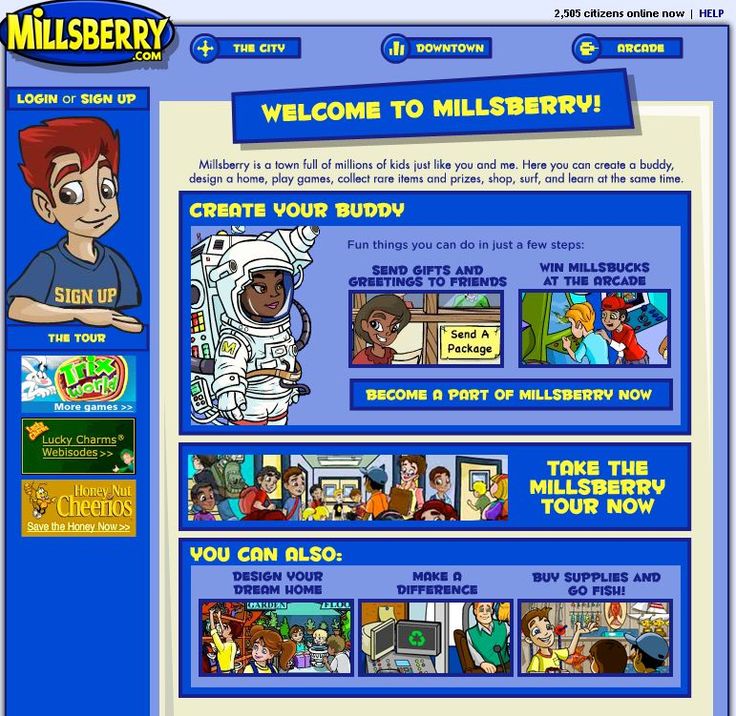 MILLSBERRY
.COM
2,505 citizens online now | HELP
THE CITY
DOWNTOWN
ARCADE
LOGIN or SIGN UP
SIGN UP
THE TOUR
Trix
World
More games >>
Lucky Charms
Lucky Charms®
Webisodes >>
Honey Nut
Cheerios
Save the Honey Now >>
WELCOME TO MILLSBERRY!
Millsberry is a town full of millions of kids just like you and me. Here you can create a buddy,
design a home, play games, collect rare items and prizes, shop, surf, and learn at the same time.
CREATE YOUR BUDDY
M
Fun things you can do in just a few steps:
SEND GIFTS AND
GREETINGS TO FRIENDS
Send A
Package
WIN MILLSBUCKS
AT THE ARCADE
BECOME A PART OF MILLSBERRY NOW
TAKE THE
MILLSBERRY
TOUR NOW
YOU CAN ALSO:
DESIGN YOUR
DREAM HOME
GARDEN
FLOO
MAKE A
DIFFERENCE
BUY SUPPLIES AND
GO FISH!